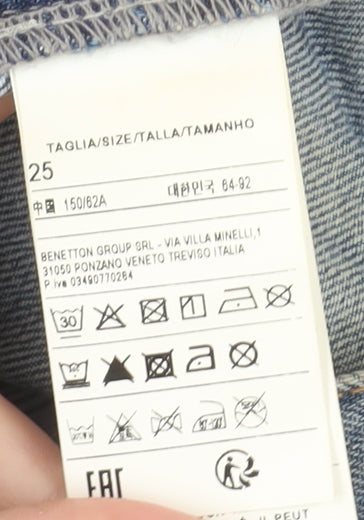 TAGLIA/SIZE/TALLA/TAMANHO
25
中国 150/62A 대한민국 64-92
BENETTON GROUP SRL - VIA VILLA MINELLI,1
31050 PONZANO VENETO TREVISO ITALIA
P iva 03490770264
30
EAC
PEUT